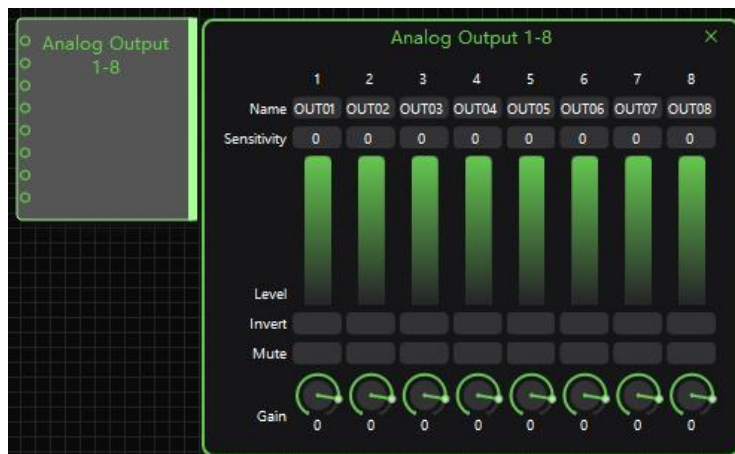 Analog Output
1-8
Analog Output 1-8 ×
1 2 3 4 5 6 7 8
Name OUT01 OUT02 OUT03 OUT04 OUT05 OUT06 OUT07 OUT08
Sensitivity 0 0 0 0 0 0 0 0
Level
Invert
Mute
Gain
0 0 0 0 0 0 0 0